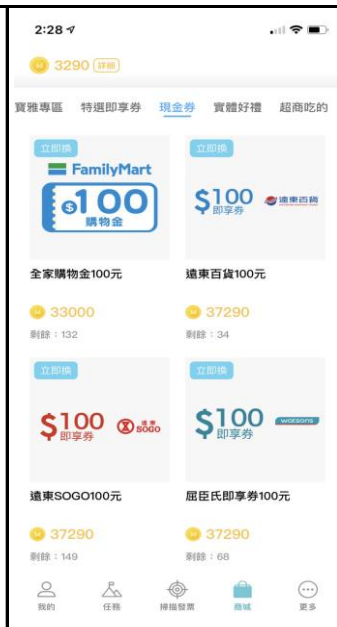 2:28
3290 詳細
寶雅專區 特選即享券 現金券 實體好禮 超商吃的
立即換
FamilyMart
$100
購物金
全家購物金100元
33000
剩餘：132
立即換
$100
即享券
遠東百貨
遠東百貨100元
37290
剩餘：34
立即換
$100
即享券
遠東
SOGO
遠東SOGO100元
37290
剩餘：149
立即換
$100
即享券
watsons
屈臣氏即享券100元
37290
剩餘：68
我的 任務 掃描發票 商城 更多